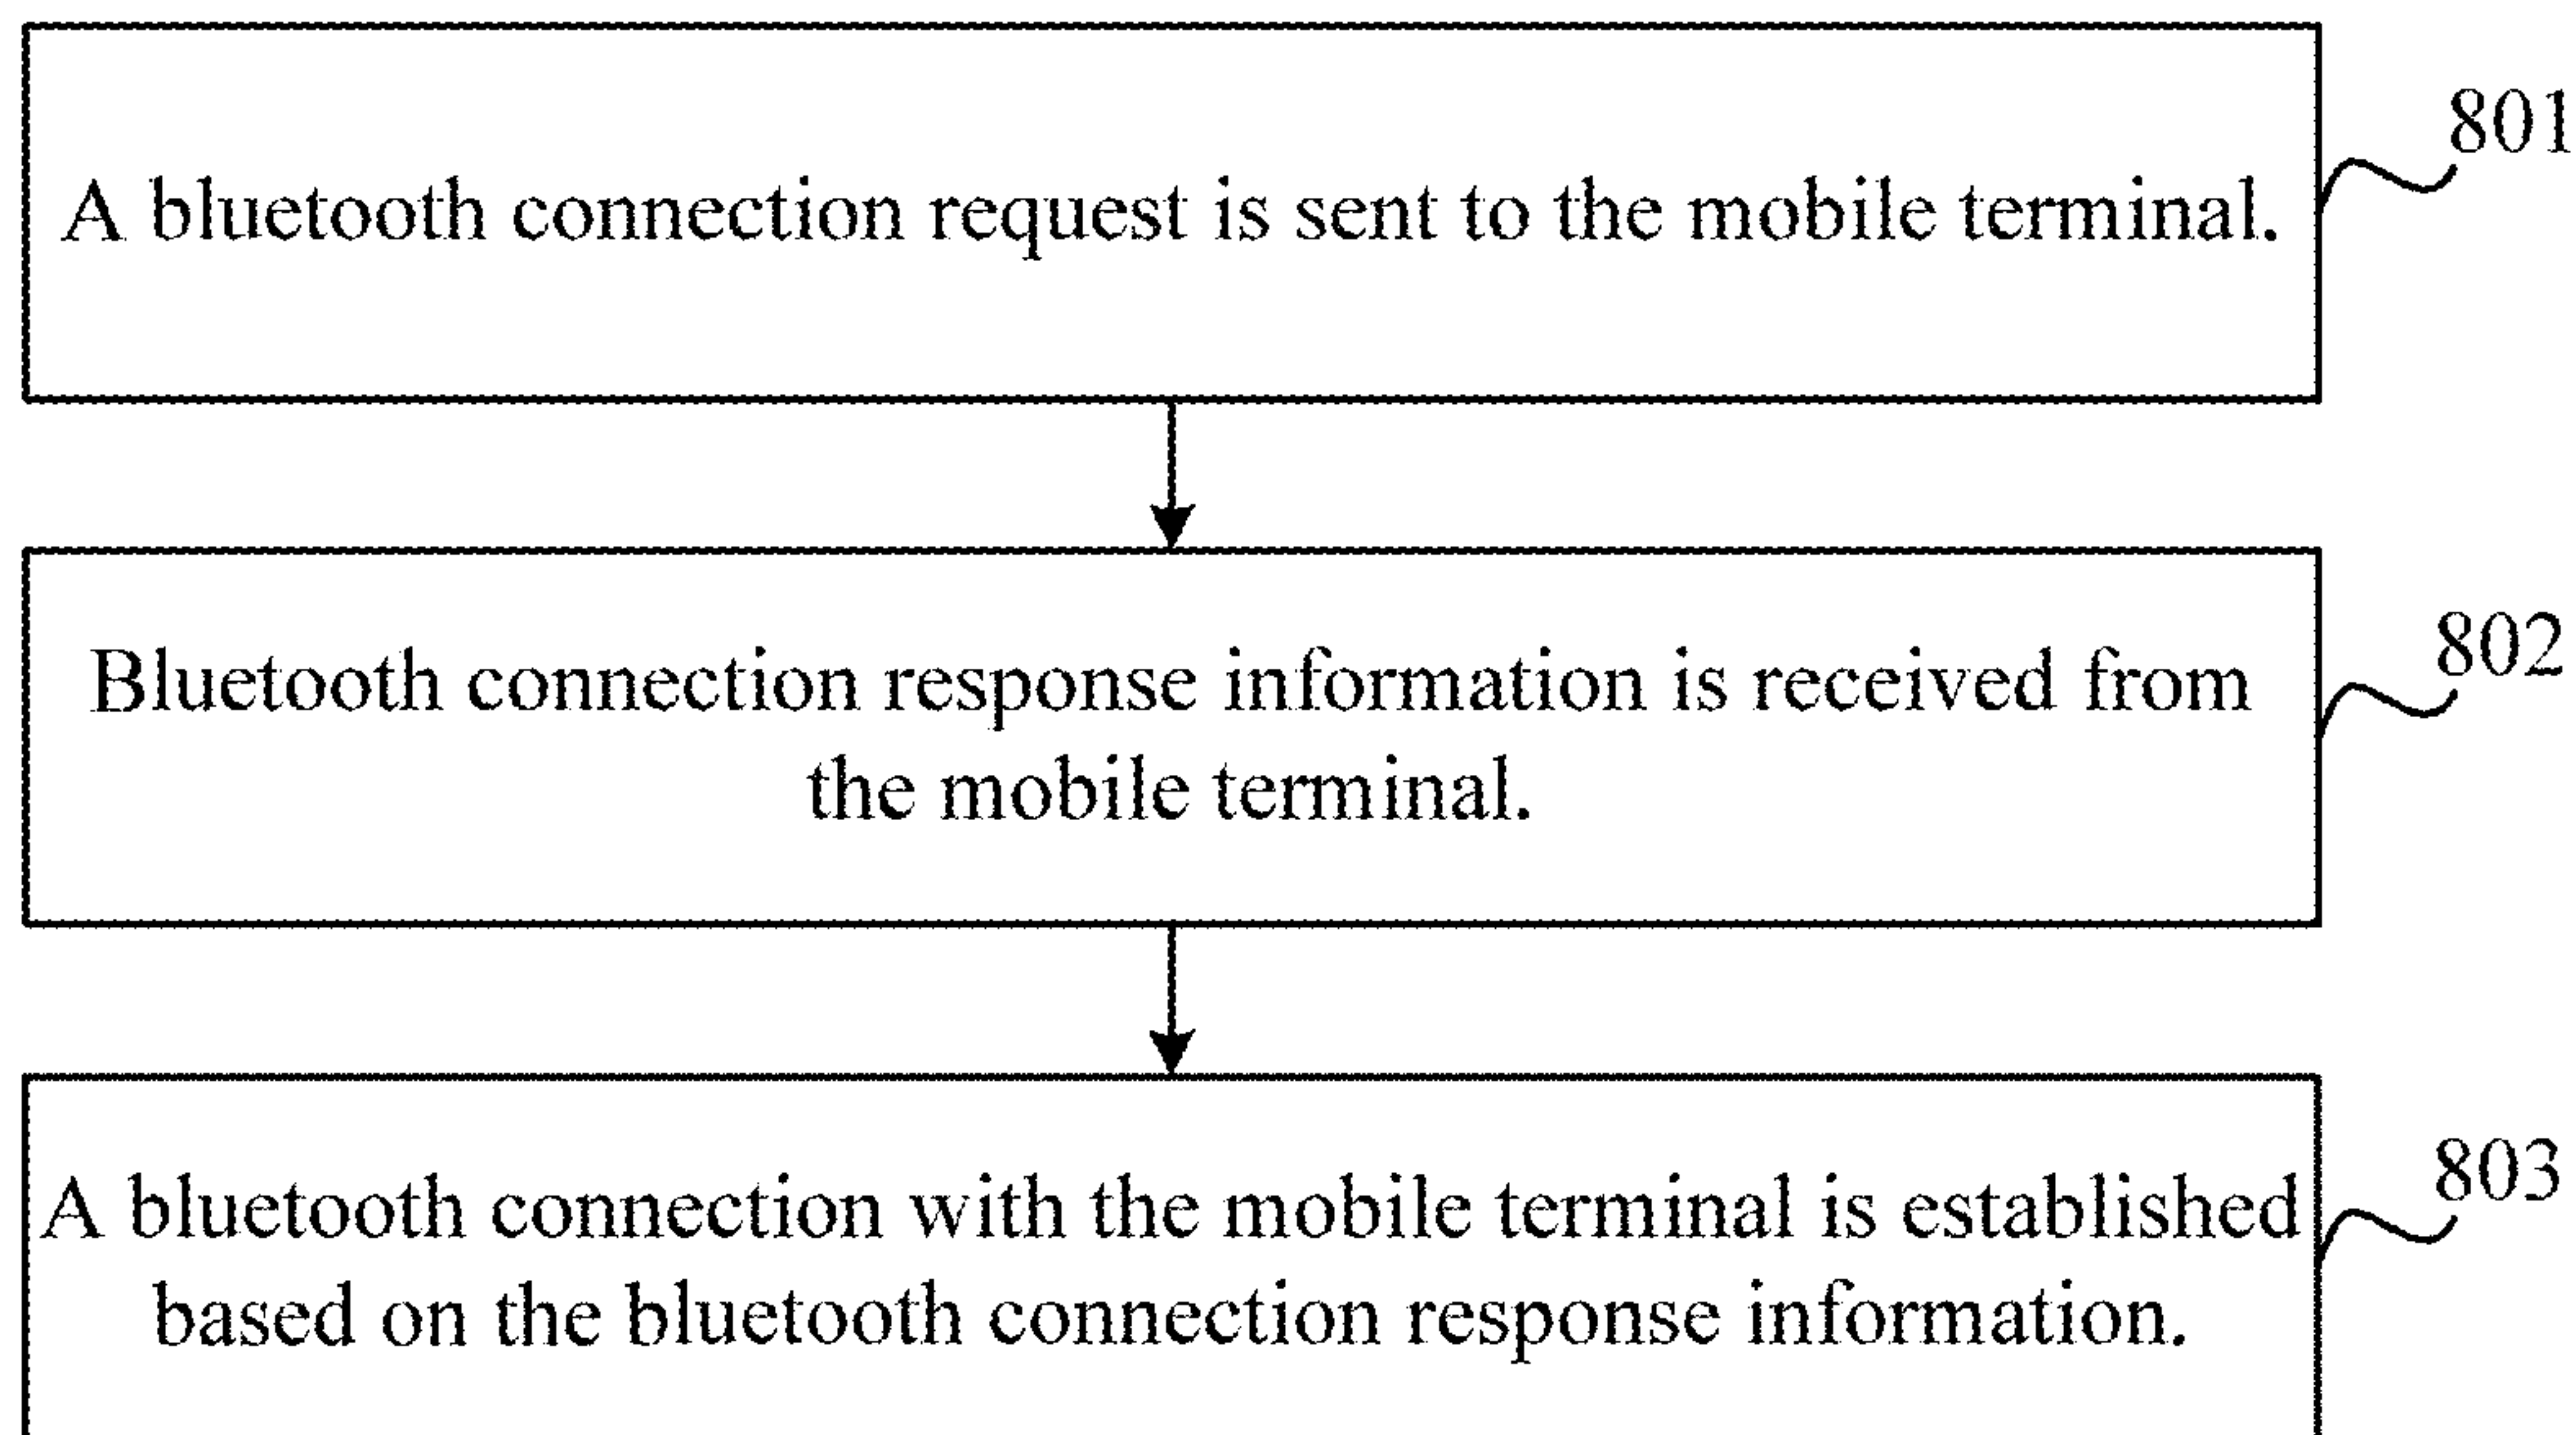 801
A bluetooth connection request is sent to the mobile terminal.
802
Bluetooth connection response information is received from
the mobile terminal.
803
A bluetooth connection with the mobile terminal is established
based on the bluetooth connection response information.